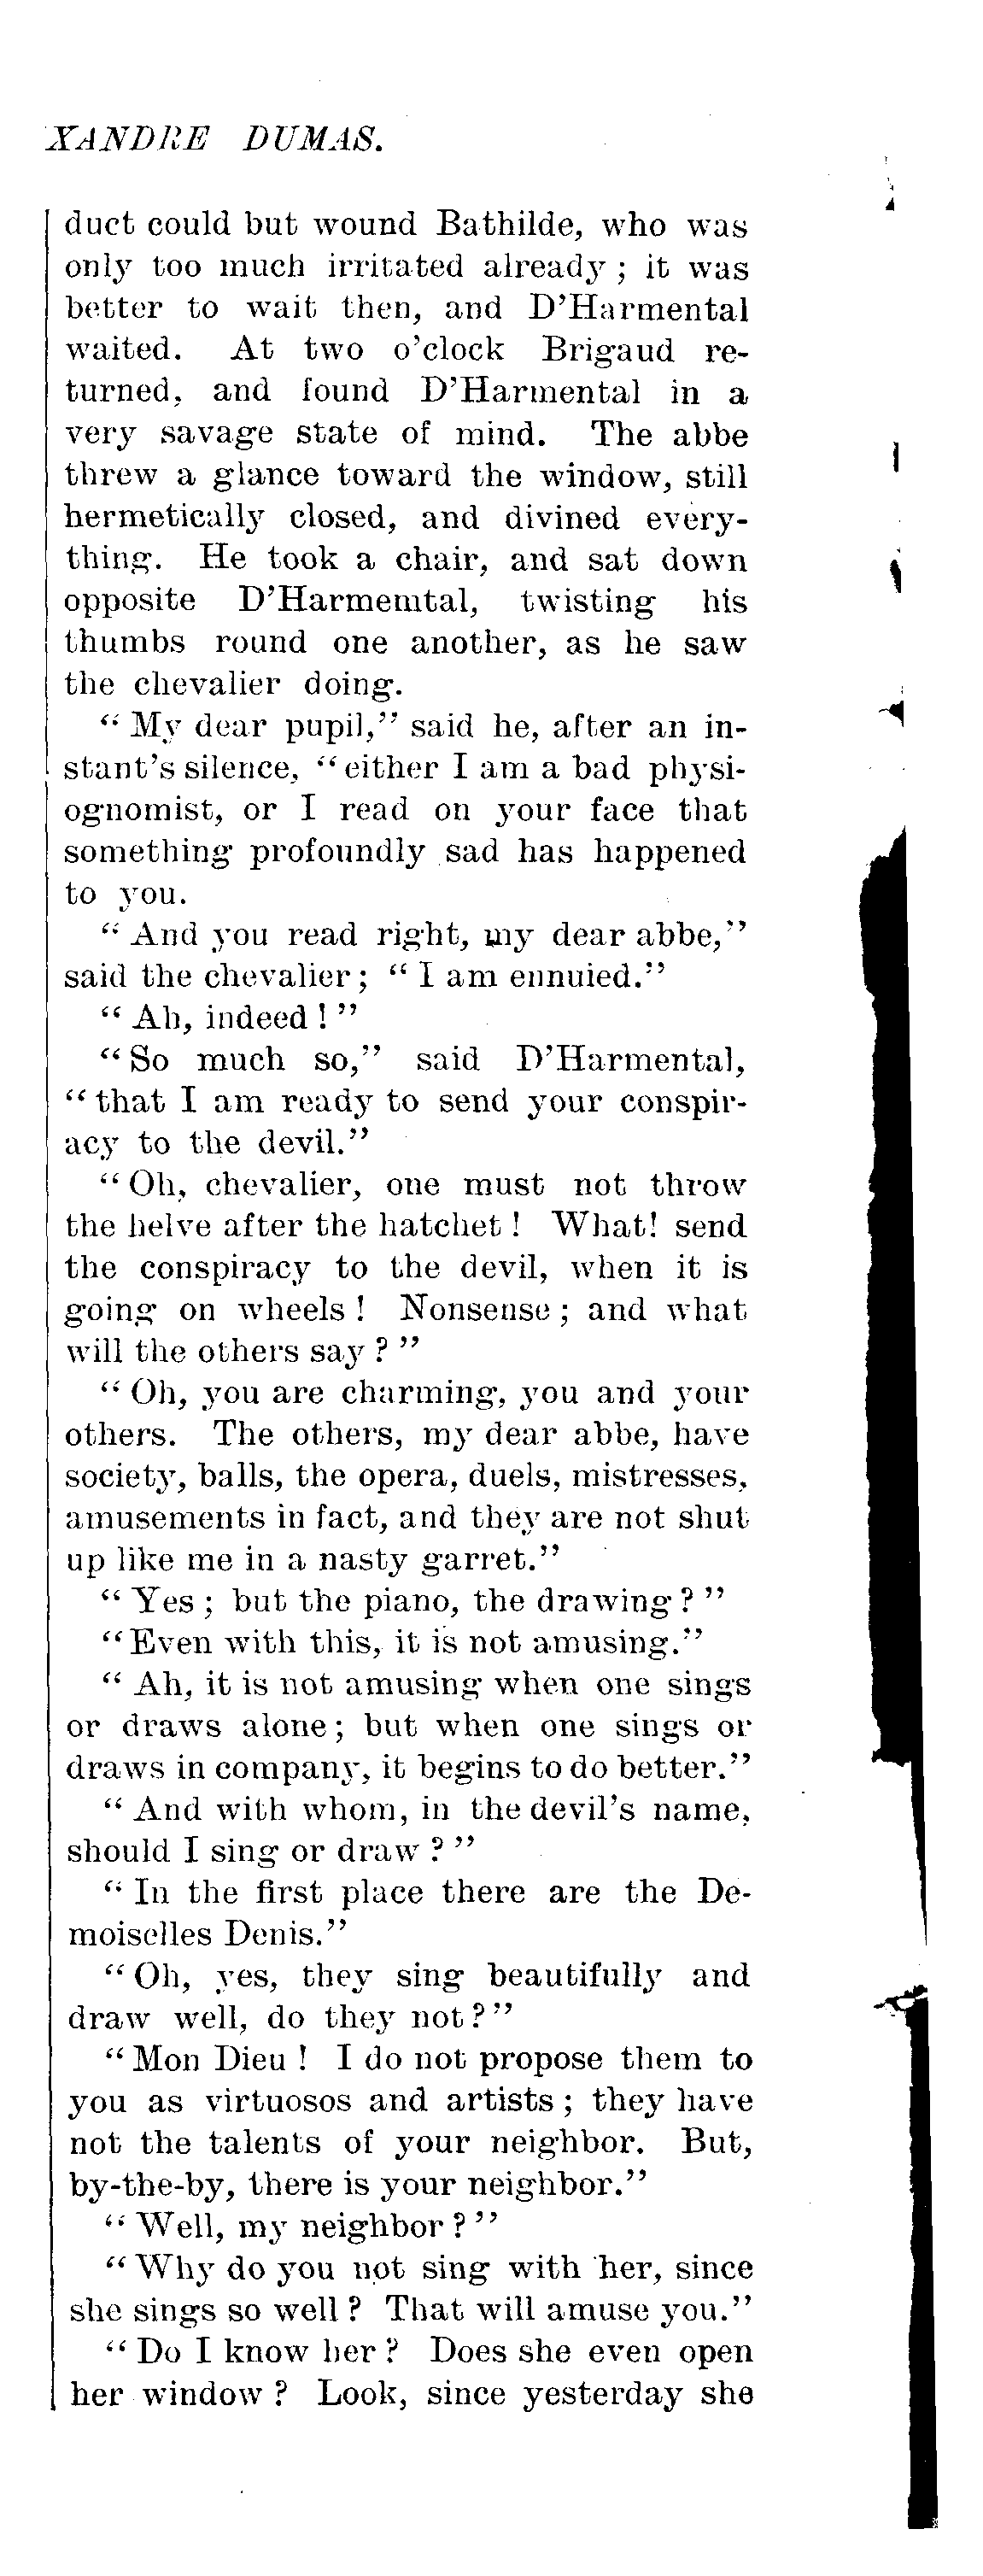 XANDRE DUMAS.
duct could but wound Bathilde, who was
only too much irritated already ; it was
better to wait then, and D'Harmental
waited. At two o'clock Brigaud re-
turned, and found D'Harmental in a
very savage state of mind. The abbe
threw a glance toward the window, still
hermetically closed, and divined every-
thing. He took a chair, and sat down
opposite D'Harmemtal, twisting his
thumbs round one another, as he saw
the chevalier doing.
" My dear pupil," said he, after an in-
stant's silence, "either I am a bad physi-
ognomist, or I read on your face that
something profoundly sad has happened
to you.
" And you read right, my dear abbe,"
said the chevalier ; " I am ennuied."
" Ah, indeed ! "
"So much so," said D'Harmental,
"that I am ready to send your conspir-
acy to the devil."
"Oh, chevalier, one must not throw
the helve after the hatchet ! What! send
the conspiracy to the devil, when it is
going on wheels ! Nonsense ; and what
will the others say ? "
"Oh, you are charming, you and your
others. The others, my dear abbe, have
society, balls, the opera, duels, mistresses,
amusements in fact, and they are not shut
up like me in a nasty garret."
" Yes ; but the piano, the drawing ? "
"Even with this, it is not amusing."
" Ah, it is not amusing when one sings
or draws alone ; but when one sings or
draws in company, it begins to do better."
" And with whom, in the devil's name,
should I sing or draw ? "
" In the first place there are the De-
moiselles Denis."
"Oh, yes, they sing beautifully and
draw well, do they not ? "
"Mon Dieu ! I do not propose them to
you as virtuosos and artists ; they have
not the talents of your neighbor. But,
by-the-by, there is your neighbor."
" Well, my neighbor ? "
"Why do you not sing with her, since
she sings so well ? That will amuse you."
" Do I know her ? Does she even open
her window ? Look, since yesterday she